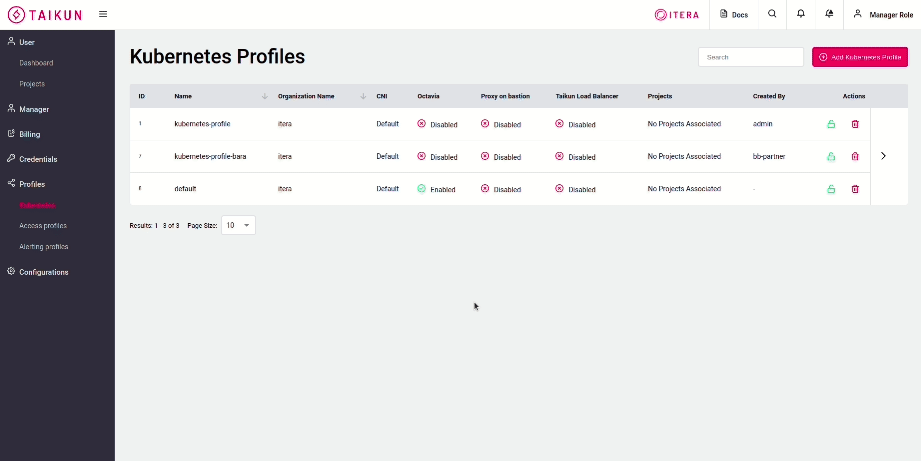 TAIKUN
ITERA
Docs
Manager Role
User
Dashboard
Projects
Manager
Billing
Credentials
Profiles
Kubernetes
Access profiles
Alerting profiles
Configurations
Kubernetes Profiles
Search
Add Kubernetes Profile
ID Name Organization Name CNI Octavia Proxy on bastion Taikun Load Balancer Projects Created By Actions
kubernetes-profile itera Default Disabled Disabled Disabled No Projects Associated admin
kubernetes-profile-bara itera Default Disabled Disabled Disabled No Projects Associated bb-partner
default itera Default Enabled Disabled Disabled No Projects Associated -
Results: 1 - 3 of 3 Page Size: 10